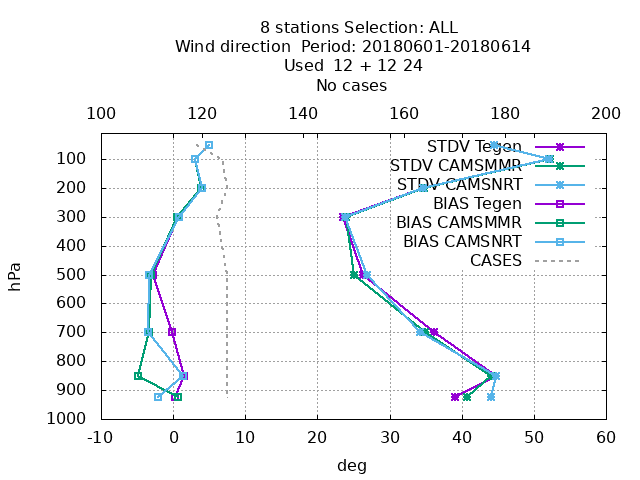 8 stations Selection: ALL
Wind direction  Period: 20180601-20180614
Used  12 + 12 24
No cases
100 120 140 160 180 200
STDV Tegen
STDV CAMSMMR
STDV CAMSNRT
BIAS Tegen
BIAS CAMSMMR
BIAS CAMSNRT
CASES
hPa
100
200
300
400
500
600
700
800
900
1000
-10 0 10 20 30 40 50 60
deg